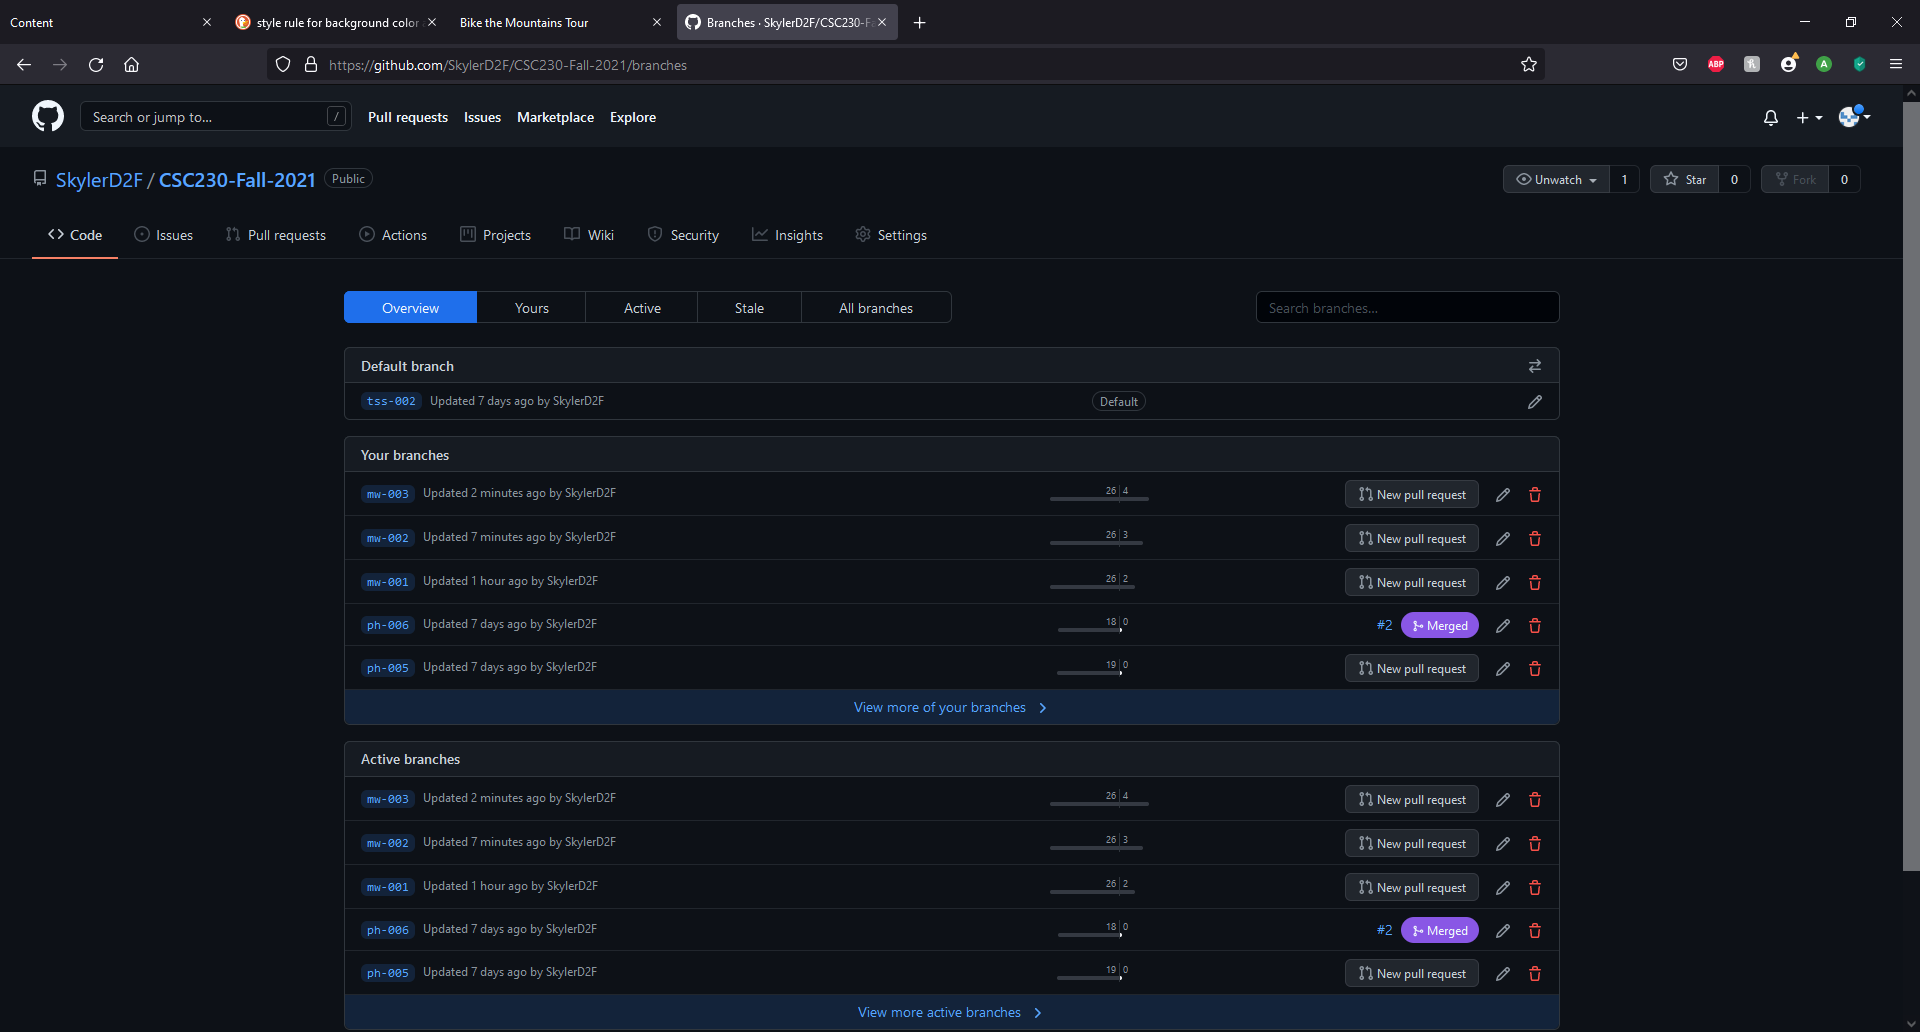 Content
style rule for background color
Bike the Mountains Tour
Branches · SkylerD2F/CSC230-Fa
https://github.com/SkylerD2F/CSC230-Fall-2021/branches
ABP
A
Search or jump to...
/
Pull requests
Issues
Marketplace
Explore
SkylerD2F / CSC230-Fall-2021
Public
Unwatch
1
Star
0
Fork
0
Code
Issues
Pull requests
Actions
Projects
Wiki
Security
Insights
Settings
Overview
Yours
Active
Stale
All branches
Search branches...
Default branch
tss-002 Updated 7 days ago by SkylerD2F Default
Your branches
mw-003 Updated 2 minutes ago by SkylerD2F 26 4 New pull request
mw-002 Updated 7 minutes ago by SkylerD2F 26 3 New pull request
mw-001 Updated 1 hour ago by SkylerD2F 26 2 New pull request
ph-006 Updated 7 days ago by SkylerD2F 18 0 #2 Merged
ph-005 Updated 7 days ago by SkylerD2F 19 0 New pull request
View more of your branches
Active branches
mw-003 Updated 2 minutes ago by SkylerD2F 26 4 New pull request
mw-002 Updated 7 minutes ago by SkylerD2F 26 3 New pull request
mw-001 Updated 1 hour ago by SkylerD2F 26 2 New pull request
ph-006 Updated 7 days ago by SkylerD2F 18 0 #2 Merged
ph-005 Updated 7 days ago by SkylerD2F 19 0 New pull request
View more active branches